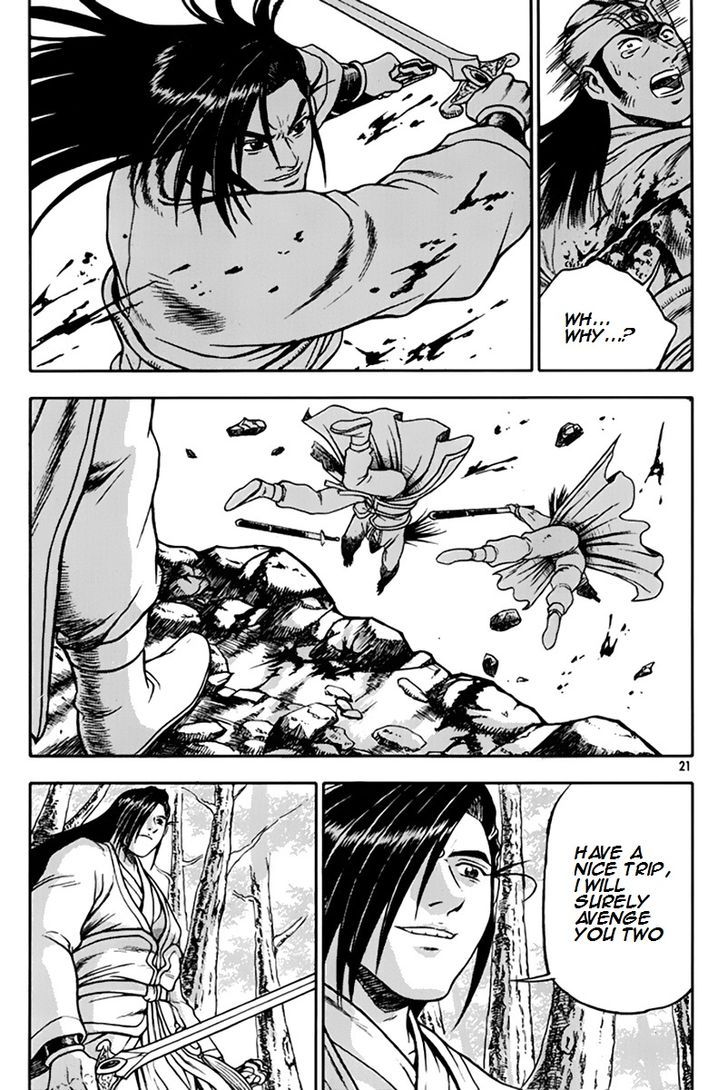 WH...
WHY...?
21
HAVE A
NICE TRIP,
I WILL
SURELY
AVENGE
YOU TWO